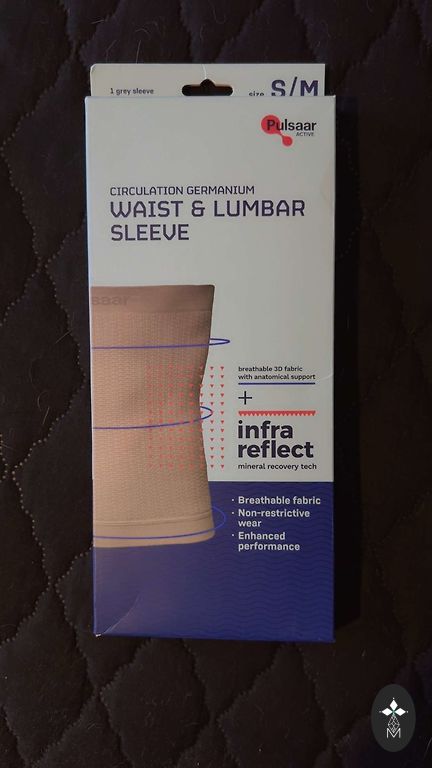 1 grey sleeve size S/M
Pulsaar
ACTIVE
CIRCULATION GERMANIUM
WAIST & LUMBAR
SLEEVE
saar
breathable 3D fabric
with anatomical support
+
infra
reflect
mineral recovery tech
· Breathable fabric
· Non-restrictive
wear
· Enhanced
performance
M